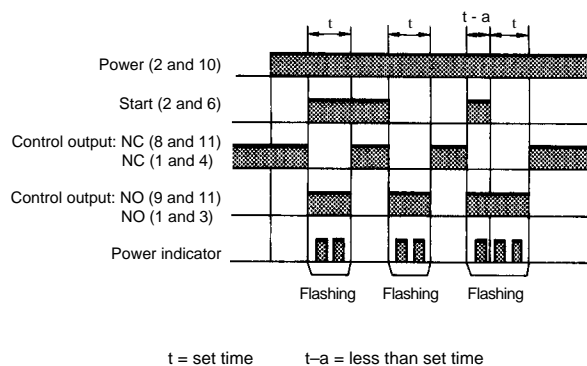 t t t - a t
Power (2 and 10)
Start (2 and 6)
Control output: NC (8 and 11)
NC (1 and 4)
Control output: NO (9 and 11)
NO (1 and 3)
Power indicator
Flashing Flashing Flashing
t = set time t–a = less than set time